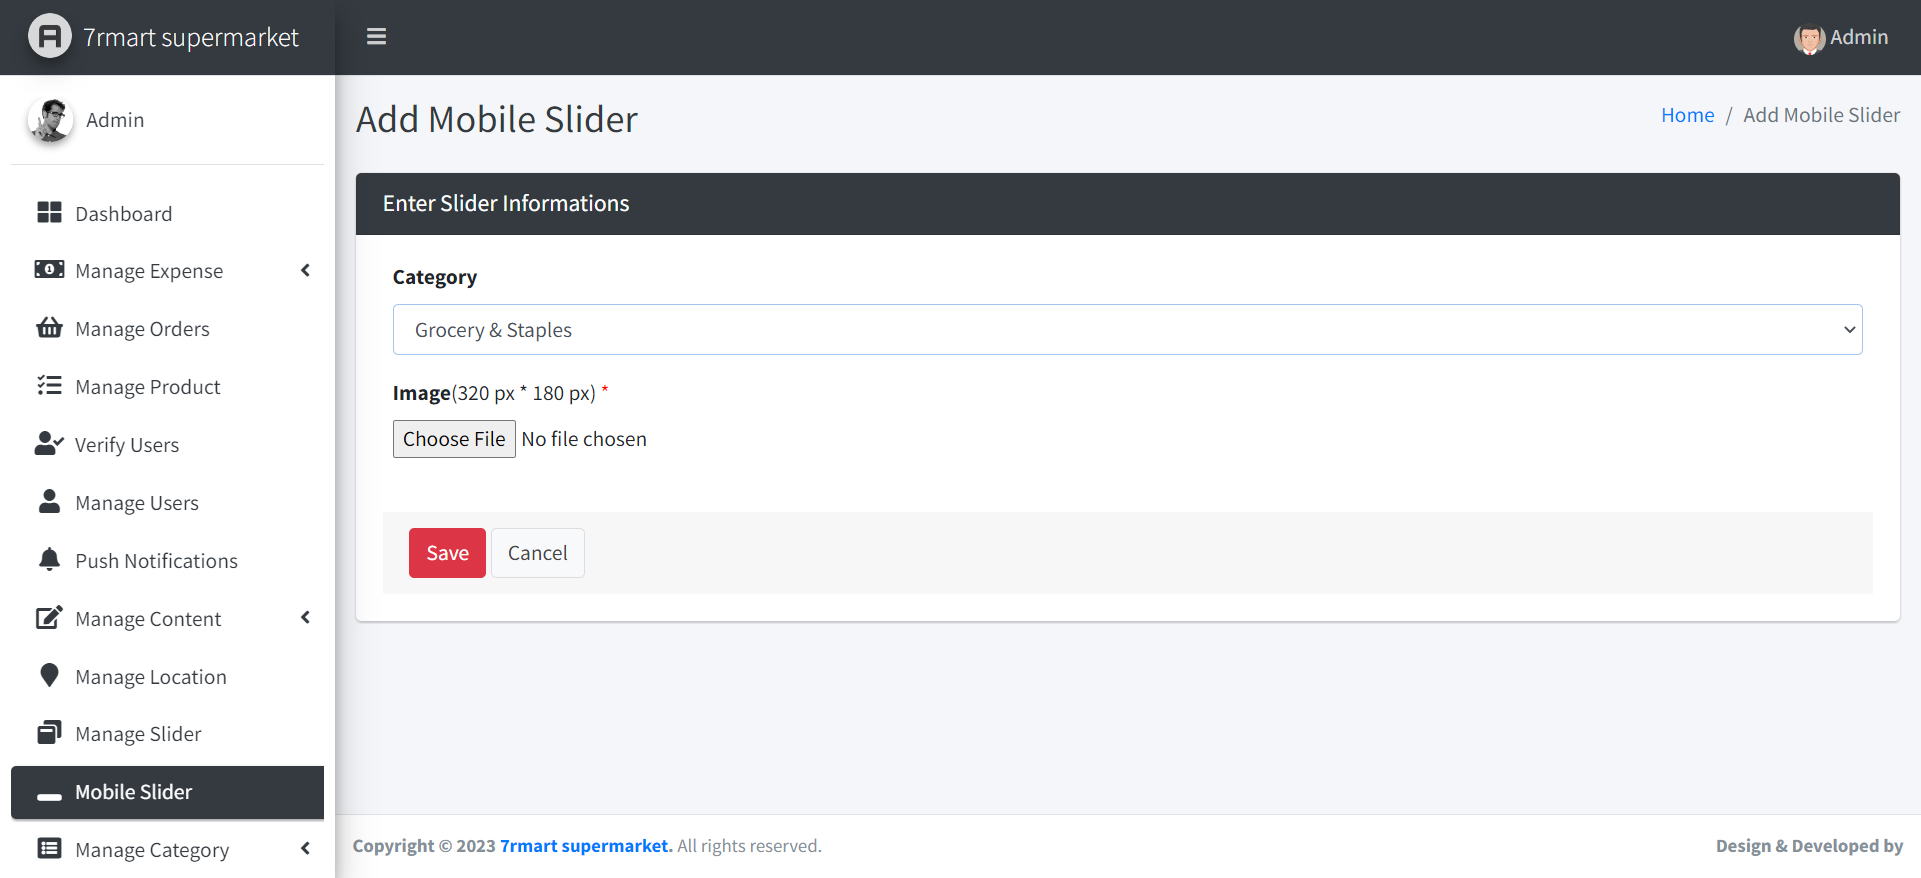 7rmart supermarket
Admin
Admin
Dashboard
Manage Expense
Manage Orders
Manage Product
Verify Users
Manage Users
Push Notifications
Manage Content
Manage Location
Manage Slider
Mobile Slider
Manage Category
Add Mobile Slider
Home / Add Mobile Slider
Enter Slider Informations
Category
Grocery & Staples
Image(320 px * 180 px) *
Choose File No file chosen
Save Cancel
Copyright © 2023 7rmart supermarket. All rights reserved.
Design & Developed by